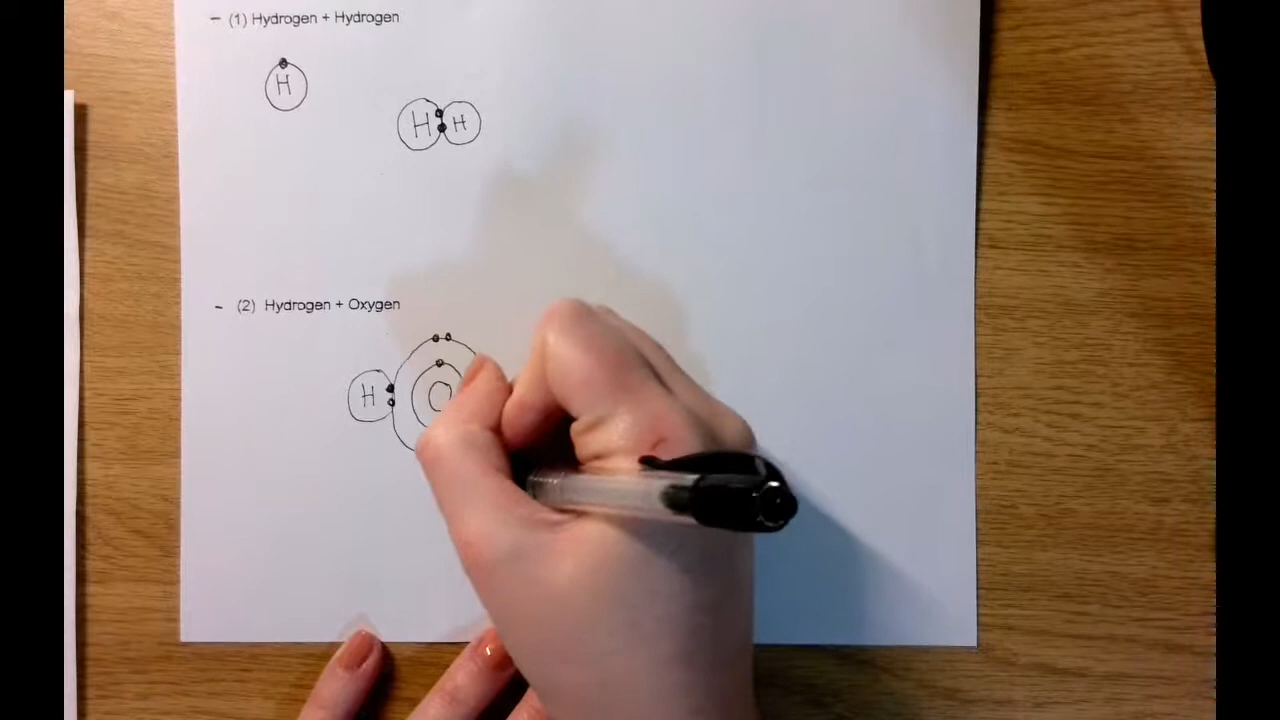 - (1) Hydrogen + Hydrogen
H
H H
- (2) Hydrogen + Oxygen
H O